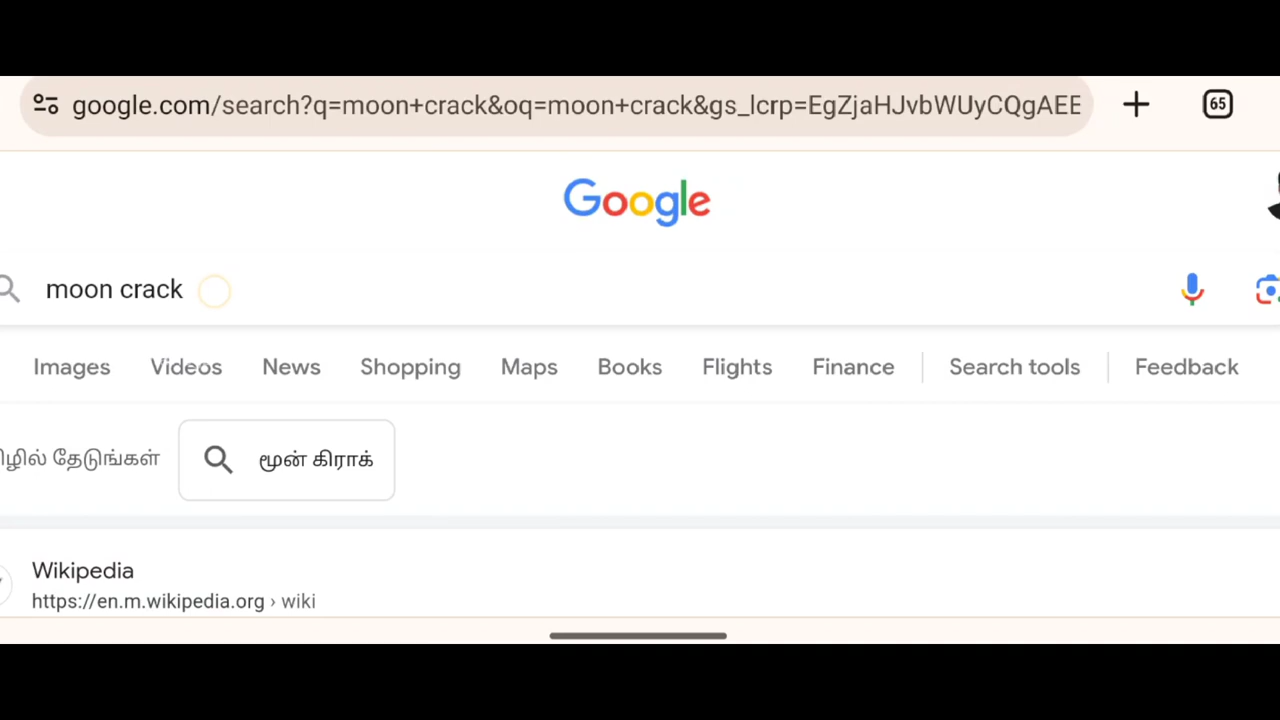 google.com/search?q=moon+crack&oq=moon+crack&gs_lcrp=EgZjaHJvbWUyCQgAEE
65
Google
moon crack
Images Videos News Shopping Maps Books Flights Finance Search tools Feedback
தேடுங்கள் மூன் கிராக்
Wikipedia
https://en.m.wikipedia.org › wiki